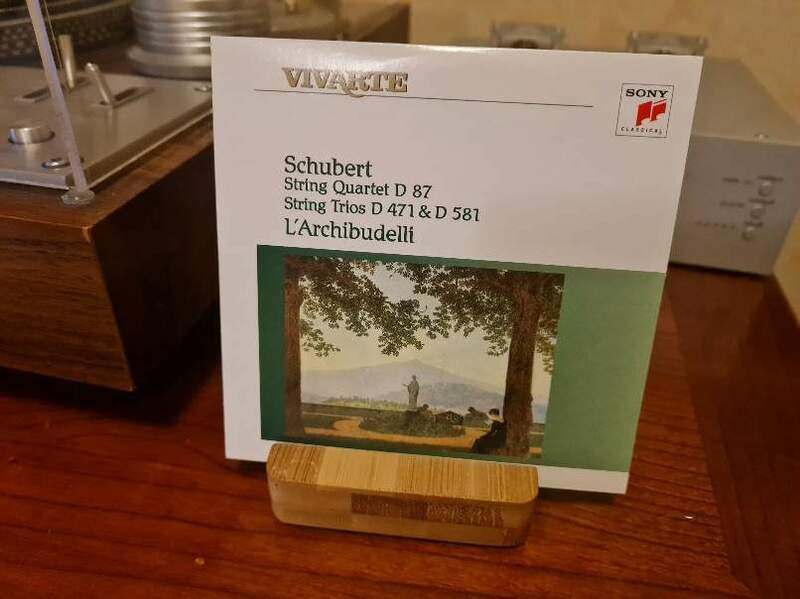 VIVARTE
SONY
CLASSICAL
Schubert
String Quartet D 87
String Trios D 471 & D 581
L'Archibudelli